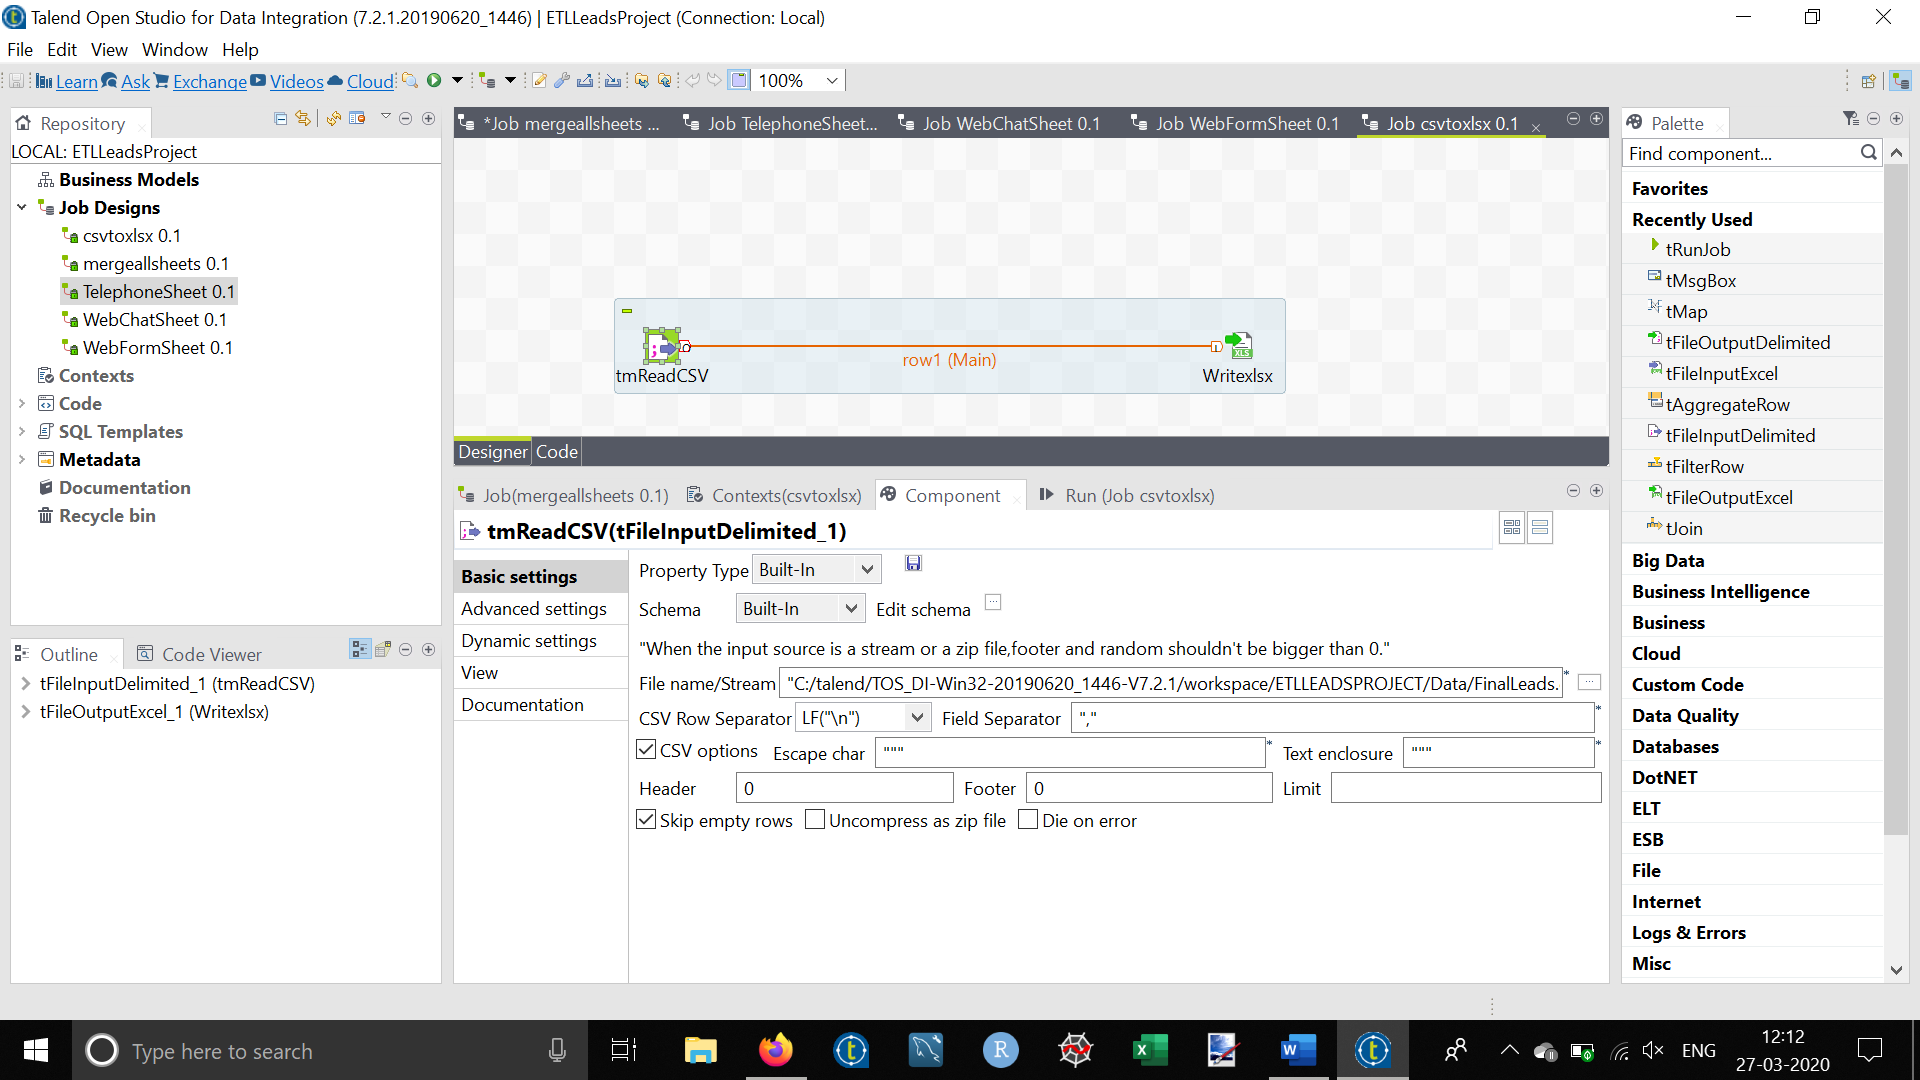 Talend Open Studio for Data Integration (7.2.1.20190620_1446) | ETLLeadsProject (Connection: Local)
File Edit View Window Help
Learn Ask Exchange Videos Cloud 100%
Repository
LOCAL: ETLLeadsProject
Business Models
Job Designs
csvtoxlsx 0.1
mergeallsheets 0.1
TelephoneSheet 0.1
WebChatSheet 0.1
WebFormSheet 0.1
Contexts
Code
SQL Templates
Metadata
Documentation
Recycle bin
Outline Code Viewer
tFileInputDelimited_1 (tmReadCSV)
tFileOutputExcel_1 (Writexlsx)
*Job mergeallsheets ... Job TelephoneSheet... Job WebChatSheet 0.1 Job WebFormSheet 0.1 Job csvtoxlsx 0.1
row1 (Main)
tmReadCSV Writexlsx
XLS
Designer Code
Job(mergeallsheets 0.1) Contexts(csvtoxlsx) Component Run (Job csvtoxlsx)
tmReadCSV(tFileInputDelimited_1)
Basic settings
Advanced settings
Dynamic settings
View
Documentation
Property Type Built-In
Schema Built-In Edit schema
"When the input source is a stream or a zip file,footer and random shouldn't be bigger than 0."
File name/Stream "C:/talend/TOS_DI-Win32-20190620_1446-V7.2.1/workspace/ETLLEADSPROJECT/Data/FinalLeads. *
CSV Row Separator LF("\n") Field Separator "," *
CSV options Escape char """ * Text enclosure """ *
Header 0 Footer 0 Limit
Skip empty rows Uncompress as zip file Die on error
Palette
Find component...
Favorites
Recently Used
tRunJob
tMsgBox
tMap
tFileOutputDelimited
tFileInputExcel
tAggregateRow
tFileInputDelimited
tFilterRow
tFileOutputExcel
tJoin
Big Data
Business Intelligence
Business
Cloud
Custom Code
Data Quality
Databases
DotNET
ELT
ESB
File
Internet
Logs & Errors
Misc
Type here to search
ENG
12:12
27-03-2020